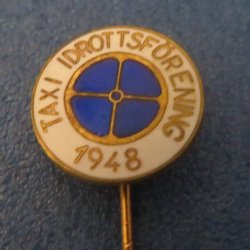 TAXI IDROTTSFÖRENING
1948